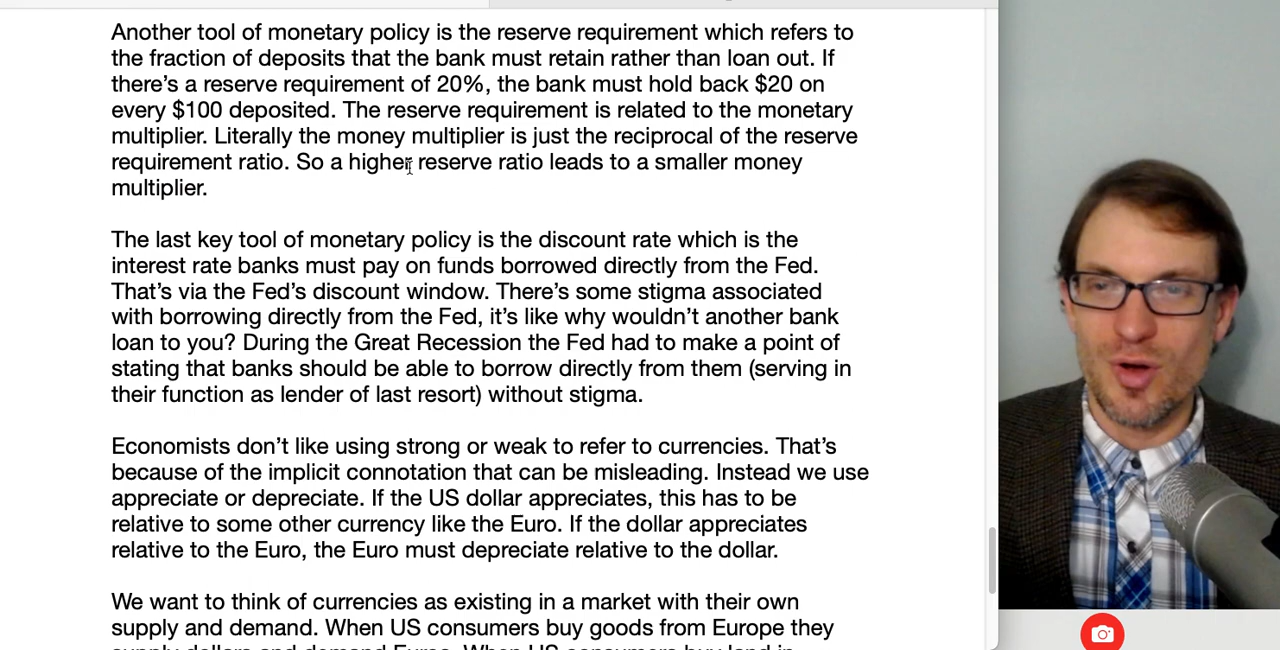 Another tool of monetary policy is the reserve requirement which refers to
the fraction of deposits that the bank must retain rather than loan out. If
there's a reserve requirement of 20%, the bank must hold back $20 on
every $100 deposited. The reserve requirement is related to the monetary
multiplier. Literally the money multiplier is just the reciprocal of the reserve
requirement ratio. So a higher reserve ratio leads to a smaller money
multiplier.
The last key tool of monetary policy is the discount rate which is the
interest rate banks must pay on funds borrowed directly from the Fed.
That's via the Fed's discount window. There's some stigma associated
with borrowing directly from the Fed, it's like why wouldn't another bank
loan to you? During the Great Recession the Fed had to make a point of
stating that banks should be able to borrow directly from them (serving in
their function as lender of last resort) without stigma.
Economists don't like using strong or weak to refer to currencies. That's
because of the implicit connotation that can be misleading. Instead we use
appreciate or depreciate. If the US dollar appreciates, this has to be
relative to some other currency like the Euro. If the dollar appreciates
relative to the Euro, the Euro must depreciate relative to the dollar.
We want to think of currencies as existing in a market with their own
supply and demand. When US consumers buy goods from Europe they
supply dollars and demand Euros. When US consumers buy land in